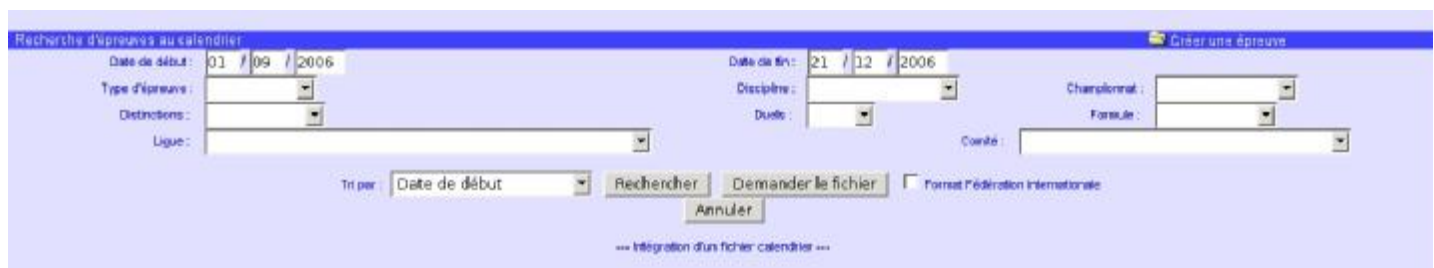 Recherche d'épreuves au calendrier Créer une épreuve
Date de début : 01 / 09 / 2006 Date de fin : 21 / 12 / 2006
Type d'épreuve : Discipline : Championnat :
Distinctions : Duels : Formule :
Ligue : Comité :
Tri par : Date de début Rechercher Demander le fichier Format Fédération Internationale
Annuler
--- Intégration d'un fichier calendrier ---